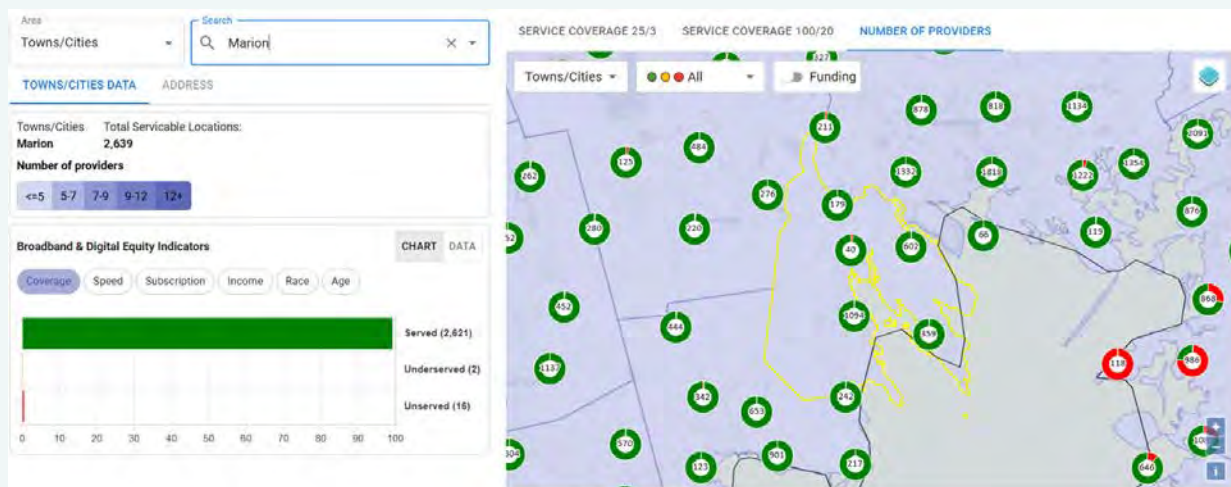 Area
Towns/Cities
Search
Marion
TOWNS/CITIES DATA ADDRESS
Towns/Cities Total Servicable Locations:
Marion 2,639
Number of providers
<=5 5-7 7-9 9-12 12+
Broadband & Digital Equity Indicators CHART DATA
Coverage Speed Subscription Income Race Age
Served (2,621)
Underserved (2)
Unserved (16)
0 10 20 30 40 50 60 70 80 90 100
SERVICE COVERAGE 25/3 SERVICE COVERAGE 100/20 NUMBER OF PROVIDERS
327
Towns/Cities All Funding
878 818 1134
211
2091
484
125 1354
262 1332 1818 1222
276
179 876
280 220 66 115
602
40
452 1094 868
444 359
118 986
1137
342 242
653
570 901
123 217 646
i